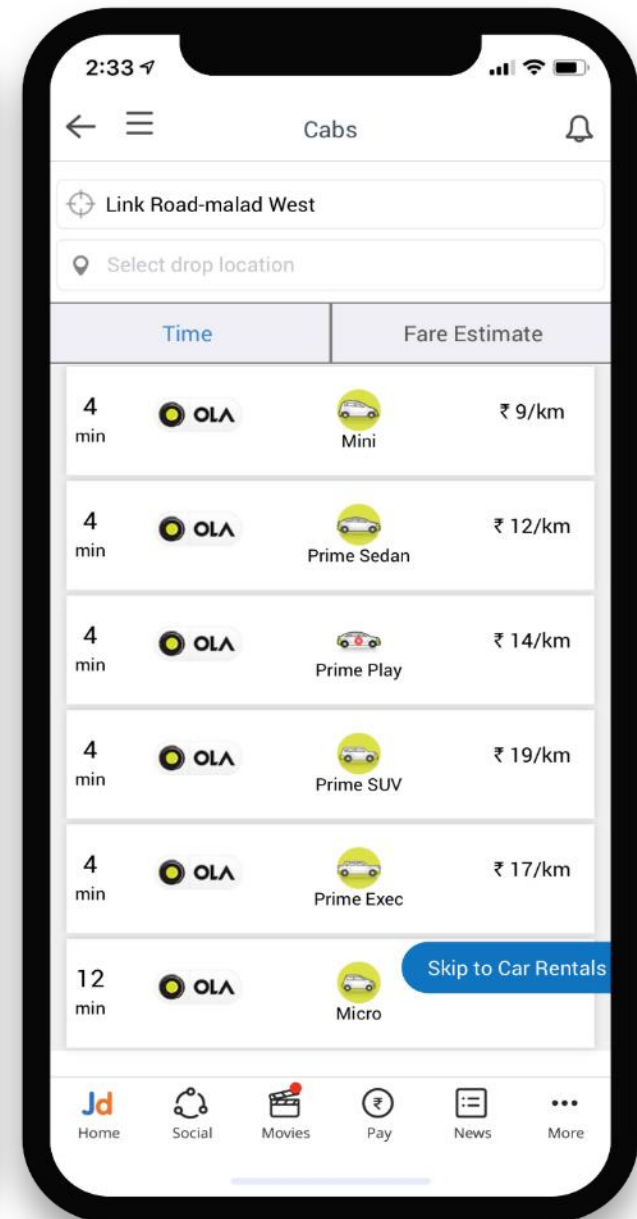 2:33
Cabs
Link Road-malad West
Select drop location
Time
Fare Estimate
4
min
OLA
Mini
₹ 9/km
4
min
OLA
Prime Sedan
₹ 12/km
4
min
OLA
Prime Play
₹ 14/km
4
min
OLA
Prime SUV
₹ 19/km
4
min
OLA
Prime Exec
₹ 17/km
12
min
OLA
Micro
Skip to Car Rentals
Jd
Home
Social
Movies
₹
Pay
News
More